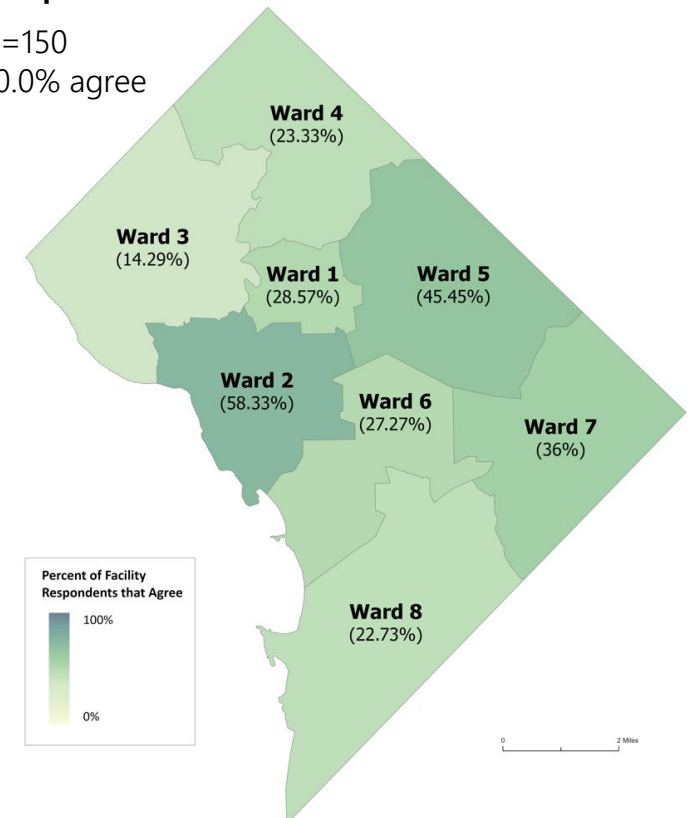 =150
0.0% agree
Ward 4
(23.33%)
Ward 3
(14.29%)
Ward 1
(28.57%)
Ward 5
(45.45%)
Ward 2
(58.33%)
Ward 6
(27.27%)
Ward 7
(36%)
Ward 8
(22.73%)
Percent of Facility
Respondents that Agree
100%
0%
0 2 Miles